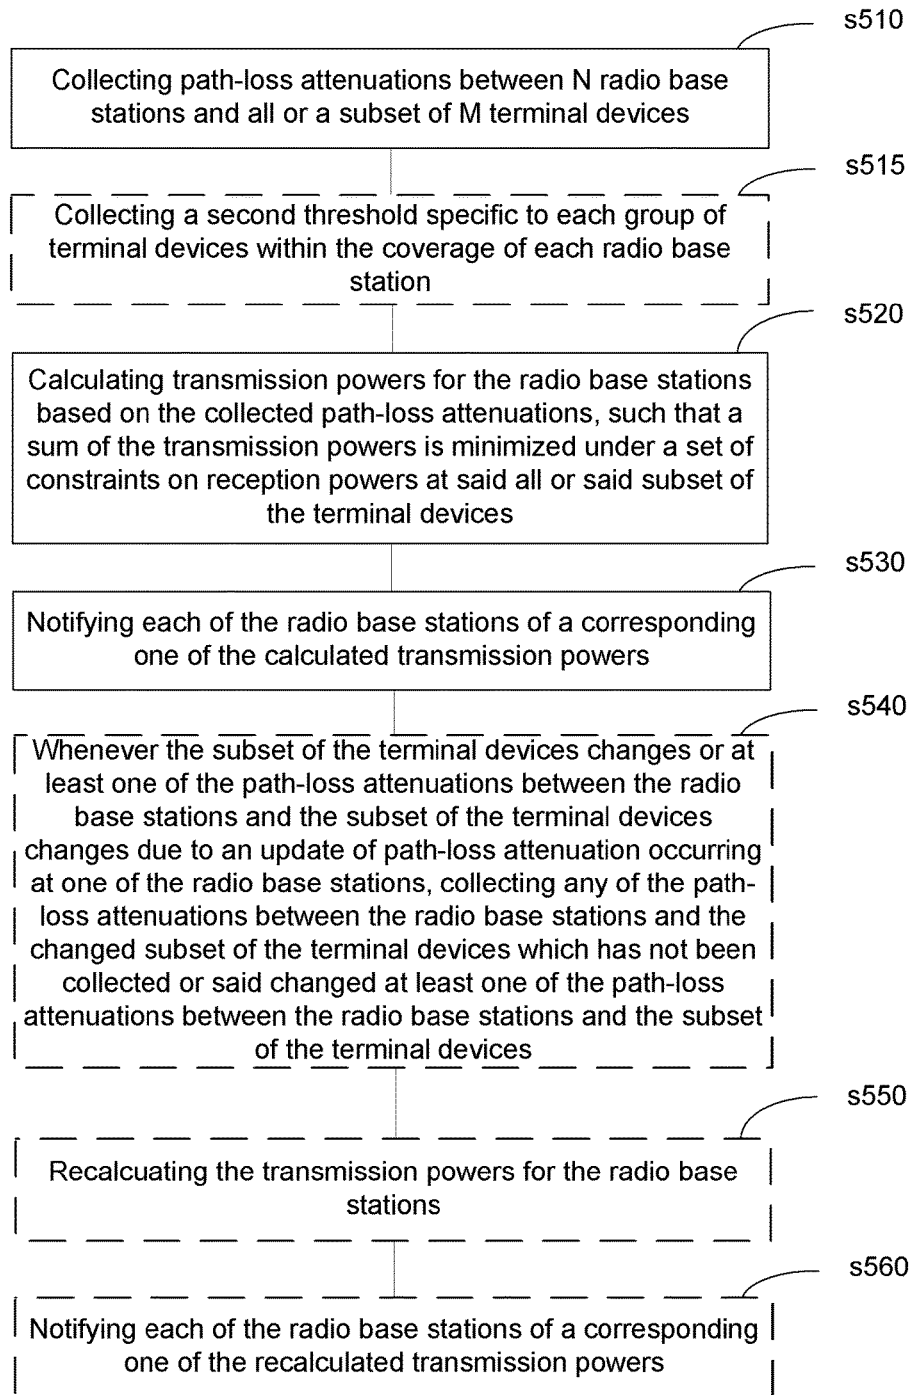 s510
Collecting path-loss attenuations between N radio base
stations and all or a subset of M terminal devices
s515
Collecting a second threshold specific to each group of
terminal devices within the coverage of each radio base
station
s520
Calculating transmission powers for the radio base stations
based on the collected path-loss attenuations, such that a
sum of the transmission powers is minimized under a set of
constraints on reception powers at said all or said subset of
the terminal devices
s530
Notifying each of the radio base stations of a corresponding
one of the calculated transmission powers
s540
Whenever the subset of the terminal devices changes or at
least one of the path-loss attenuations between the radio
base stations and the subset of the terminal devices
changes due to an update of path-loss attenuation occurring
at one of the radio base stations, collecting any of the path-
loss attenuations between the radio base stations and the
changed subset of the terminal devices which has not been
collected or said changed at least one of the path-loss
attenuations between the radio base stations and the subset
of the terminal devices
s550
Recalcuating the transmission powers for the radio base
stations
s560
Notifying each of the radio base stations of a corresponding
one of the recalculated transmission powers